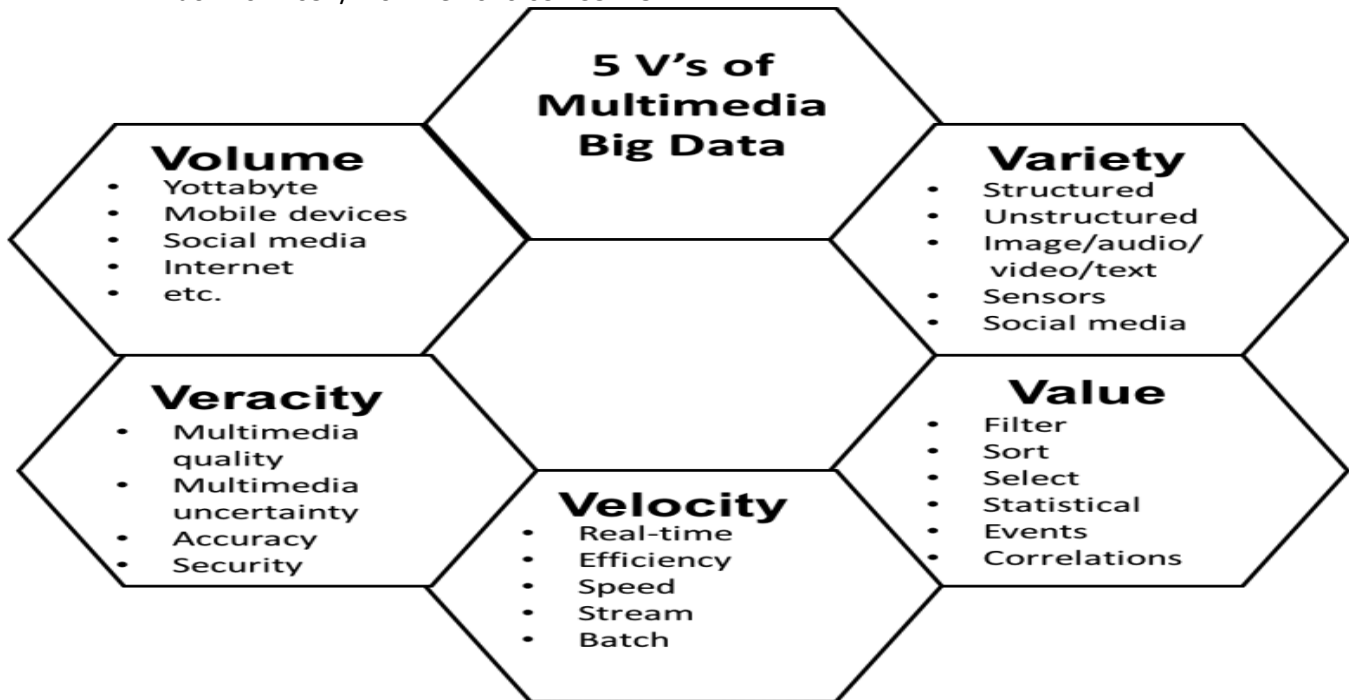 5 V’s of
Multimedia
Big Data
Volume
• Yottabyte
• Mobile devices
• Social media
• Internet
• etc.
Variety
• Structured
• Unstructured
• Image/audio/
video/text
• Sensors
• Social media
Veracity
• Multimedia
quality
• Multimedia
uncertainty
• Accuracy
• Security
Value
• Filter
• Sort
• Select
• Statistical
• Events
• Correlations
Velocity
• Real-time
• Efficiency
• Speed
• Stream
• Batch